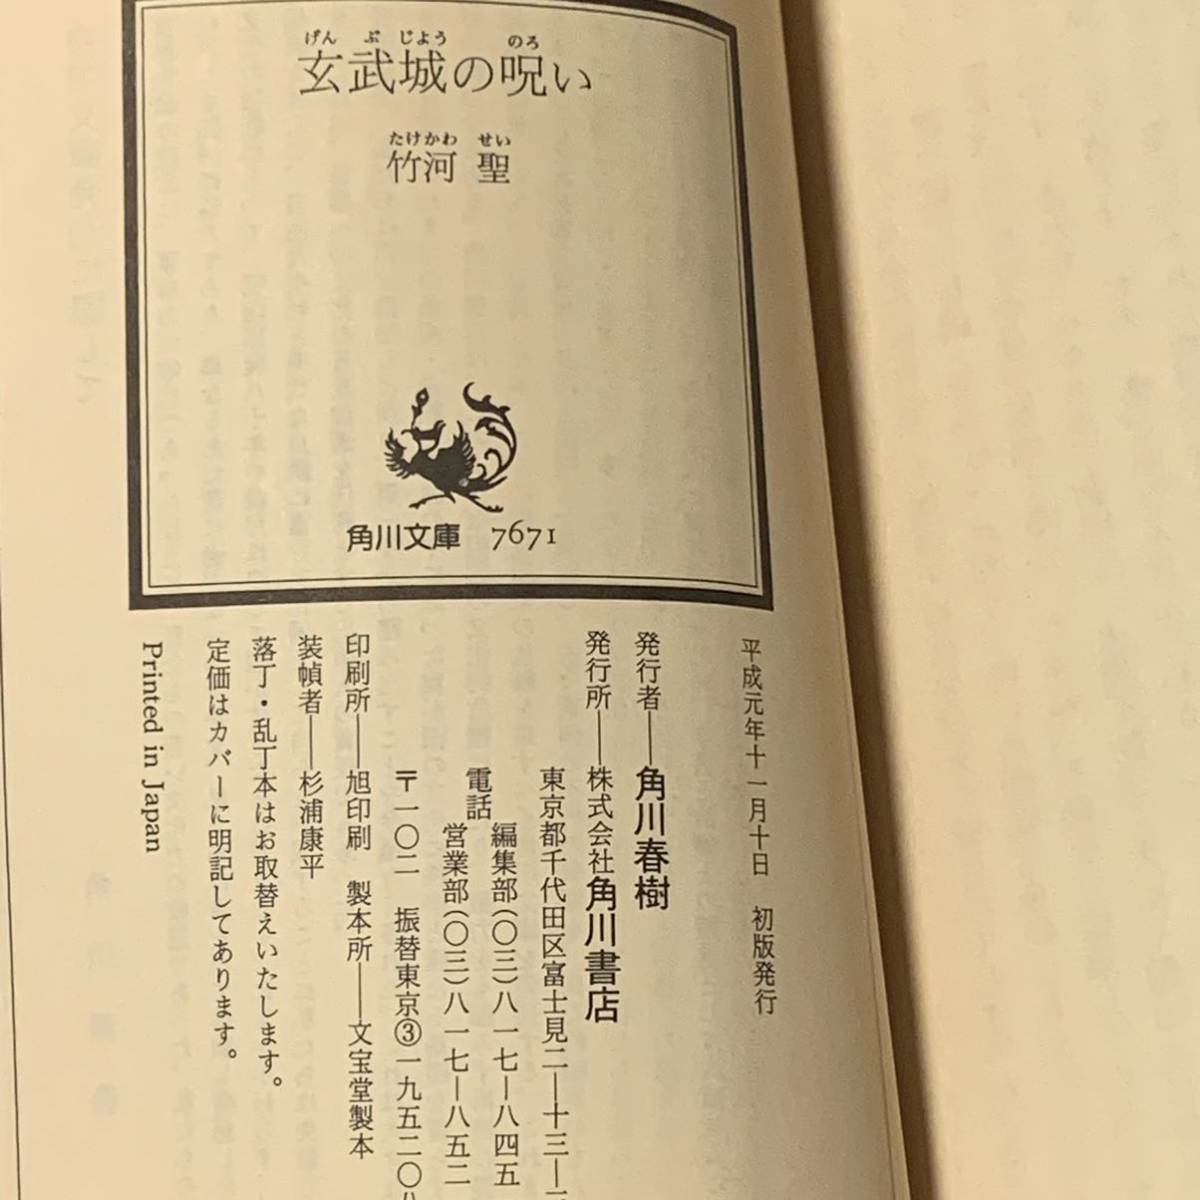 げんぶじよう のろ
玄武城の呪い
たけかわ せい
竹河 聖
角川文庫 7671
平成元年十一月十日 初版発行
発行者――角川春樹
発行所――株式会社角川書店
東京都千代田区富士見二―十三―
電話 編集部(〇三)八一七―八四五
営業部(〇三)八一七―八五二
〒一〇二 振替東京③一九五二〇
印刷所――旭印刷 製本所――文宝堂製本
装幀者――杉浦康平
落丁・乱丁本はお取替えいたします。
定価はカバーに明記してあります。
Printed in Japan